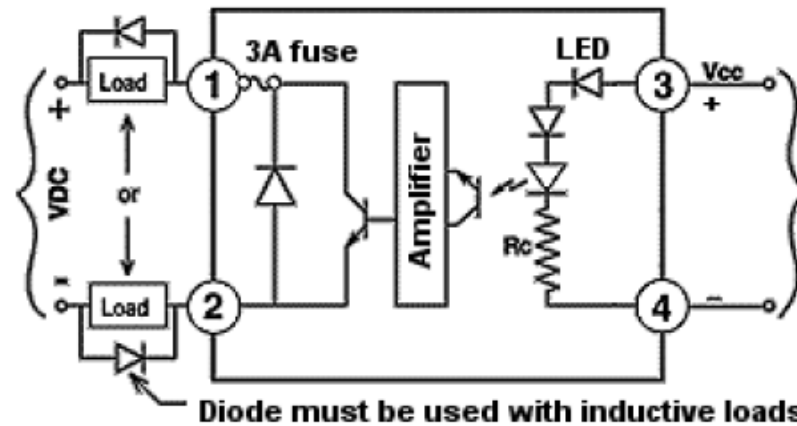 3A fuse
LED
Load
1
3
Vcc
+
+
VDC
or
Amplifier
Rc
-
Load
2
4
-
Diode must be used with inductive loads